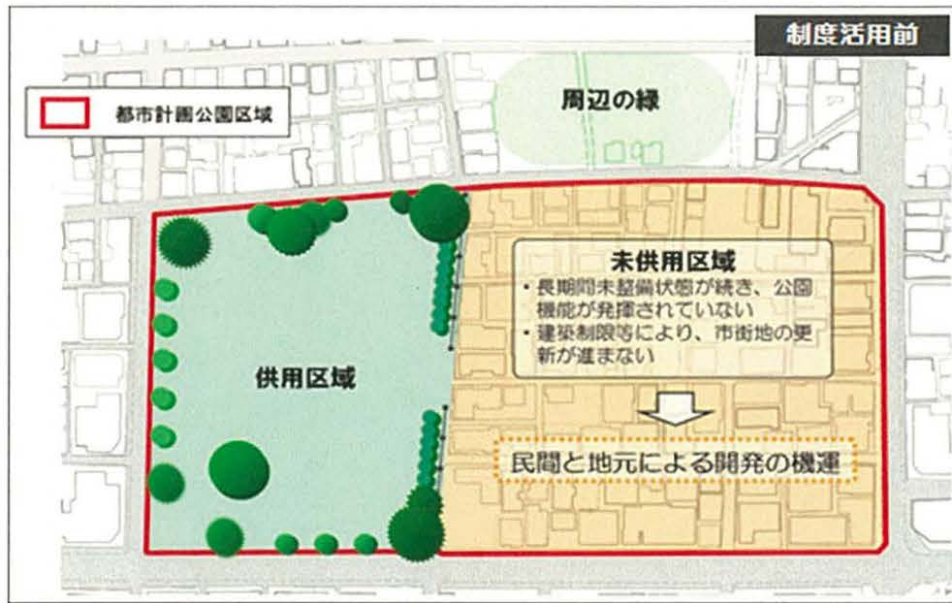 制度活用前
周辺の緑
都市計画公園区域
未供用区域
・長期間未整備状態が続き、公園
機能が発揮されていない
・建築制限等により、市街地の更
新が進まない
供用区域
民間と地元による開発の機運